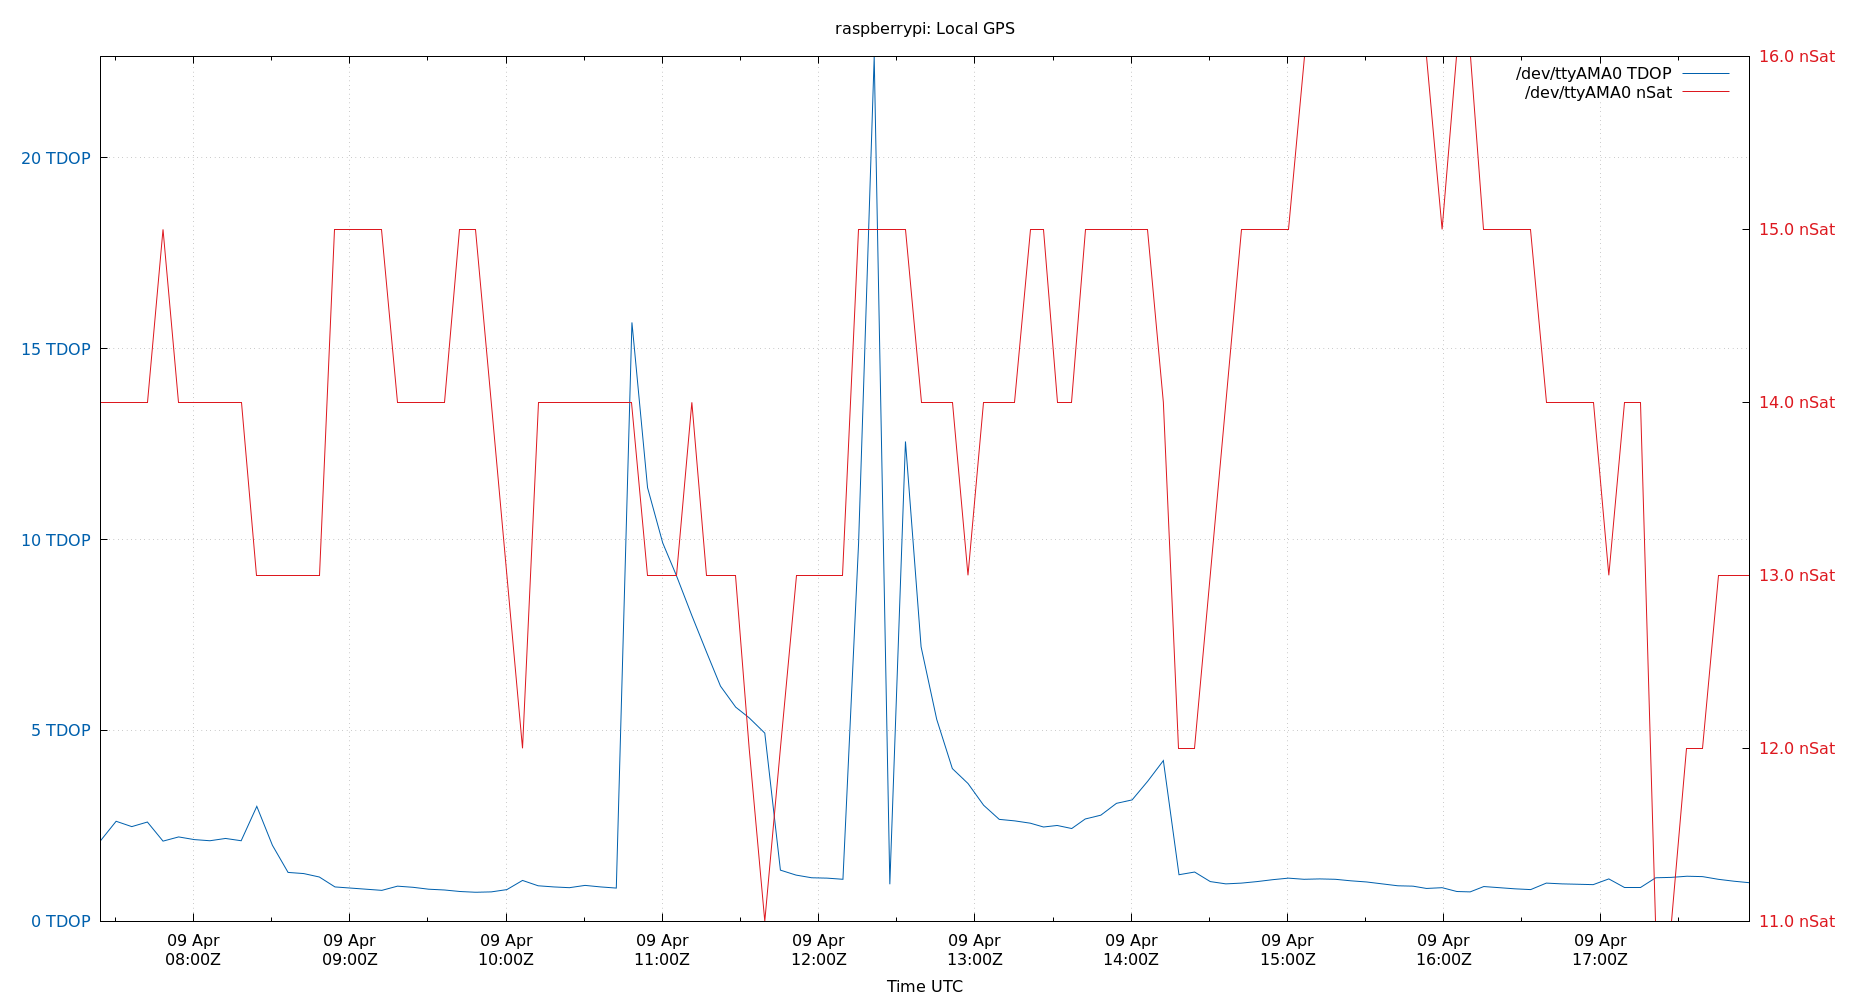 raspberrypi: Local GPS
/dev/ttyAMA0 TDOP
/dev/ttyAMA0 nSat
20 TDOP
15 TDOP
10 TDOP
5 TDOP
0 TDOP
16.0 nSat
15.0 nSat
14.0 nSat
13.0 nSat
12.0 nSat
11.0 nSat
09 Apr 09 Apr 09 Apr 09 Apr 09 Apr 09 Apr 09 Apr 09 Apr 09 Apr 09 Apr
08:00Z 09:00Z 10:00Z 11:00Z 12:00Z 13:00Z 14:00Z 15:00Z 16:00Z 17:00Z
Time UTC